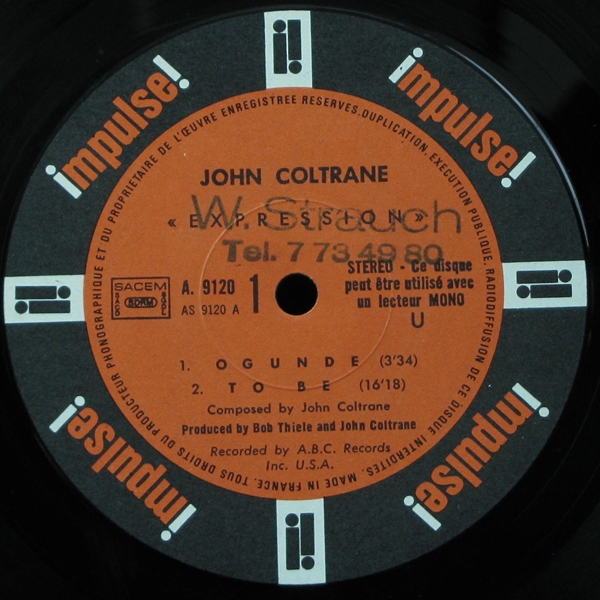 impulse!
impulse!
impulse!
impulse!
TOUS DROITS DU PRODUCTEUR PHONOGRAPHIQUE ET DU PROPRIETAIRE DE L'ŒUVRE ENREGISTREE RESERVES. DUPLICATION, EXECUTION PUBLIQUE, RADIODIFFUSION DE CE DISQUE INTERDITES. MADE IN FRANCE.
JOHN COLTRANE
« EXPRESSION »
W. Strauch
Tel. 7 73 49 80
SACEM
SACD SDRM SGDL
A. 9120 1
AS 9120 A
STEREO - Ce disque
peut être utilisé avec
un lecteur MONO
U
1. OGUNDE (3'34)
2. TO BE (16'18)
Composed by John Coltrane
Produced by Bob Thiele and John Coltrane
Recorded by A.B.C. Records
Inc. U.S.A.